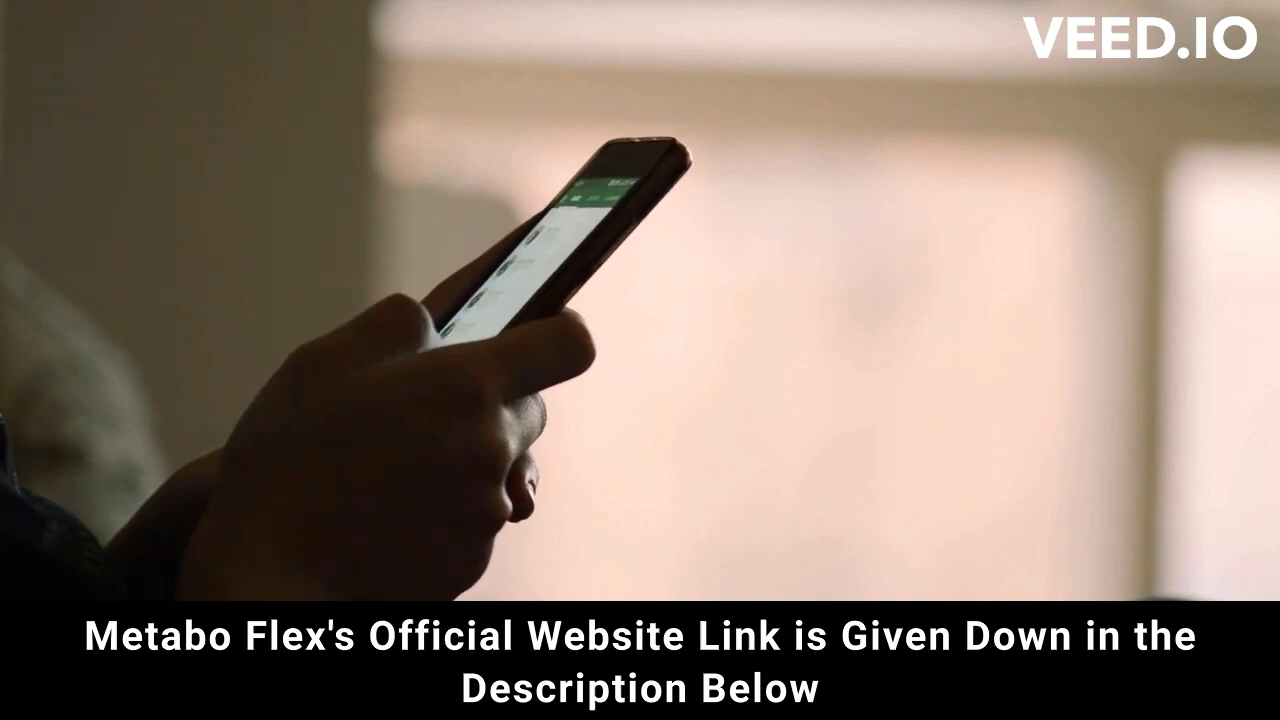 VEED.IO
Metabo Flex's Official Website Link is Given Down in the
Description Below